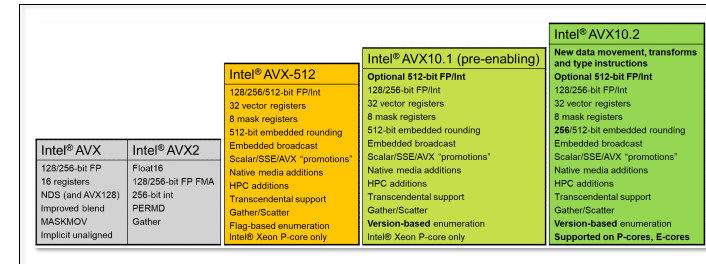 Intel® AVX
128/256-bit FP
16 registers
NDS (and AVX128)
Improved blend
MASKMOV
Implicit unaligned
Intel® AVX2
Float16
128/256-bit FP FMA
256-bit int
PERMD
Gather
Intel® AVX-512
128/256/512-bit FP/Int
32 vector registers
8 mask registers
512-bit embedded rounding
Embedded broadcast
Scalar/SSE/AVX “promotions”
Native media additions
HPC additions
Transcendental support
Gather/Scatter
Flag-based enumeration
Intel® Xeon P-core only
Intel® AVX10.1 (pre-enabling)
Optional 512-bit FP/Int
128/256-bit FP/Int
32 vector registers
8 mask registers
512-bit embedded rounding
Embedded broadcast
Scalar/SSE/AVX “promotions”
Native media additions
HPC additions
Transcendental support
Gather/Scatter
Version-based enumeration
Intel® Xeon P-core only
Intel® AVX10.2
New data movement, transforms
and type instructions
Optional 512-bit FP/Int
128/256-bit FP/Int
32 vector registers
8 mask registers
256/512-bit embedded rounding
Embedded broadcast
Scalar/SSE/AVX “promotions”
Native media additions
HPC additions
Transcendental support
Gather/Scatter
Version-based enumeration
Supported on P-cores, E-cores